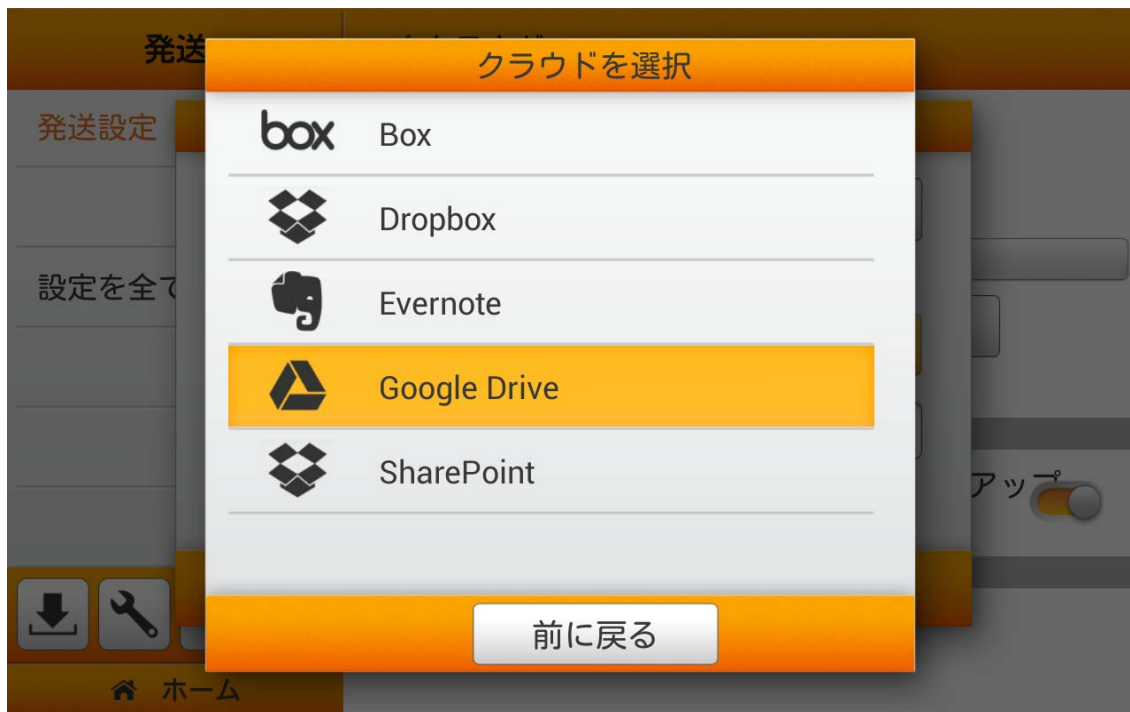 発送
クラウドを選択
発送設定
box Box
Dropbox
設定を全て
Evernote
Google Drive
SharePoint
アップ
前に戻る
ホーム